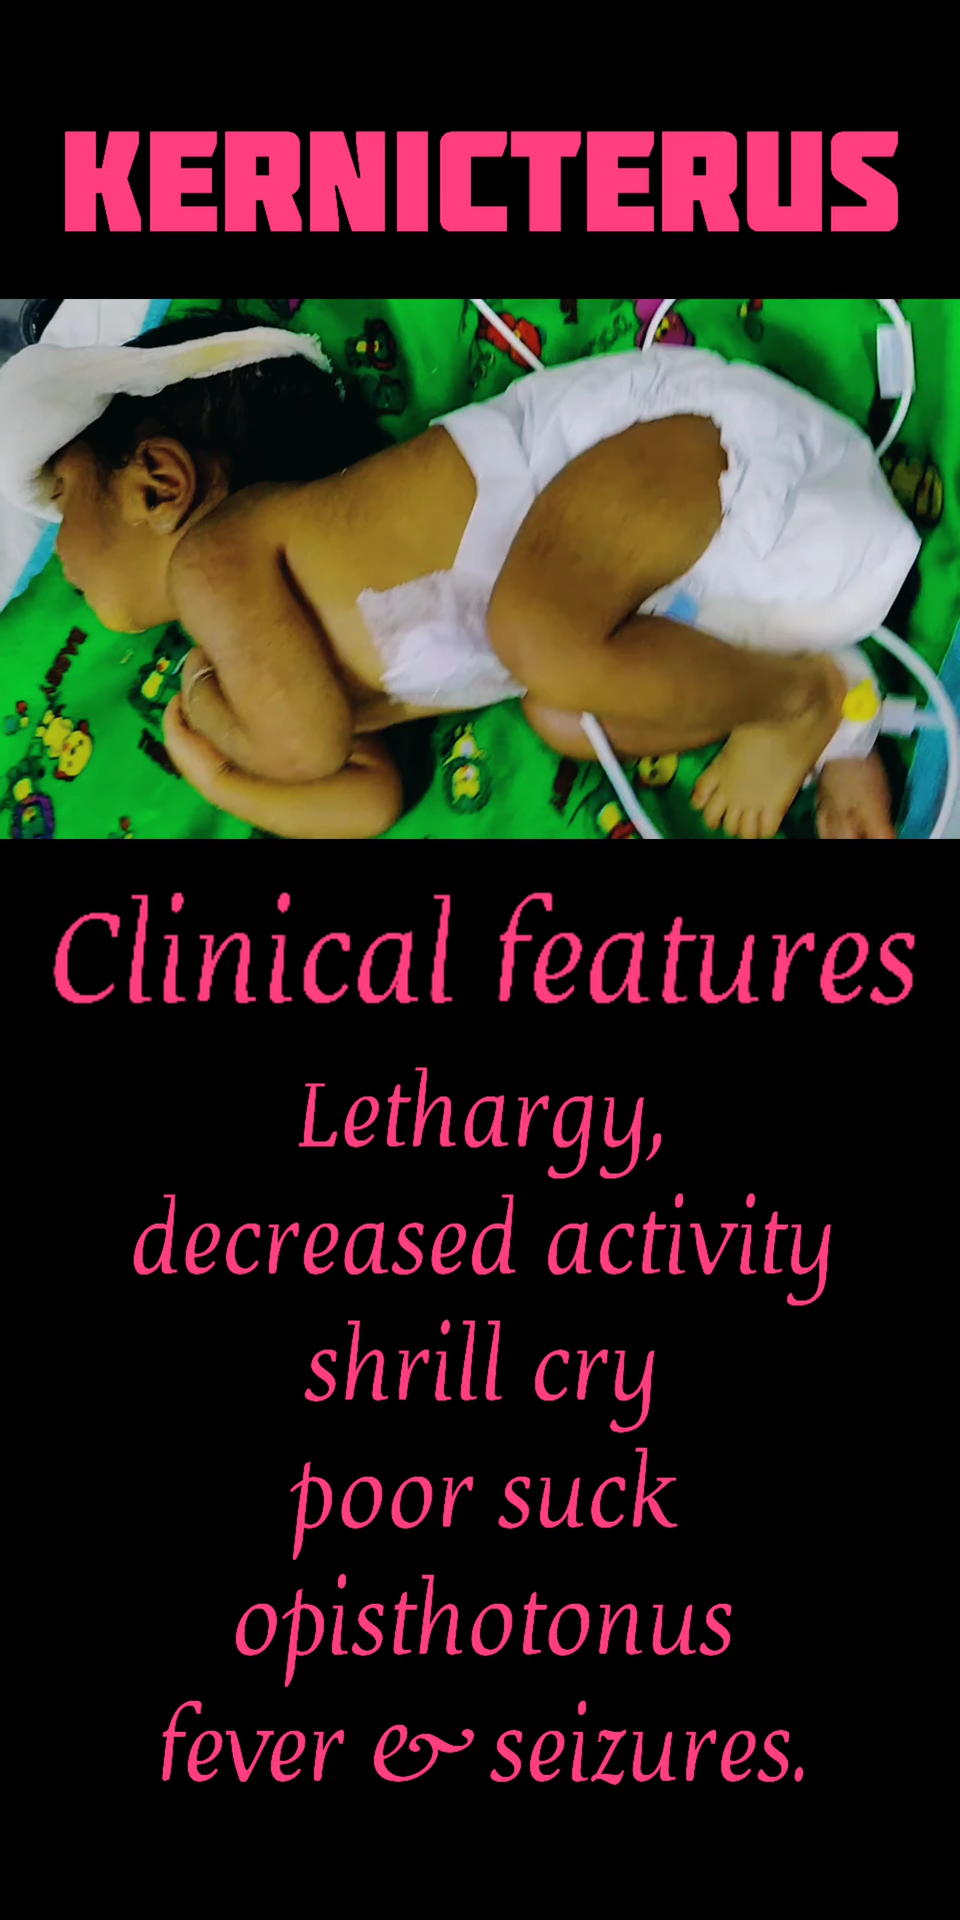 KERNICTERUS
Clinical features
Lethargy,
decreased activity
shrill cry
poor suck
opisthotonus
fever & seizures.